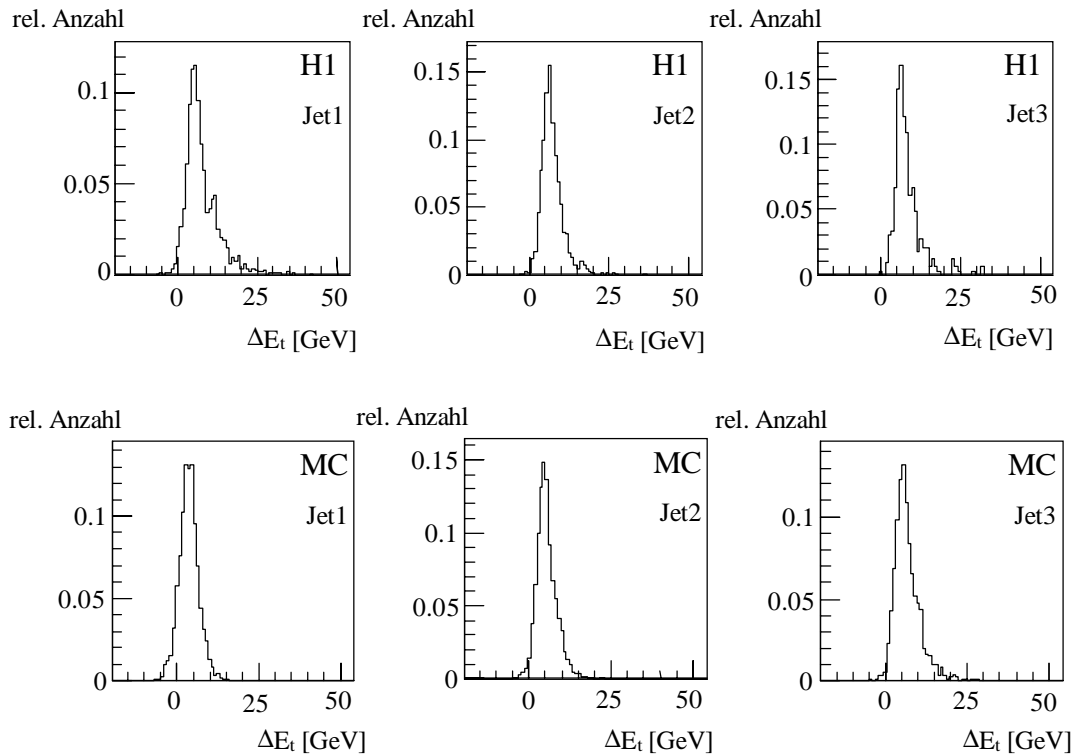 rel. Anzahl
H1
Jet1
0.1
0.05
0
0 25 50
ΔEt [GeV]
rel. Anzahl
H1
Jet2
0.15
0.1
0.05
0
0 25 50
ΔEt [GeV]
rel. Anzahl
H1
Jet3
0.15
0.1
0.05
0
0 25 50
ΔEt [GeV]
rel. Anzahl
MC
Jet1
0.1
0.05
0
0 25 50
ΔEt [GeV]
rel. Anzahl
MC
Jet2
0.15
0.1
0.05
0
0 25 50
ΔEt [GeV]
rel. Anzahl
MC
Jet3
0.1
0.05
0
0 25 50
ΔEt [GeV]